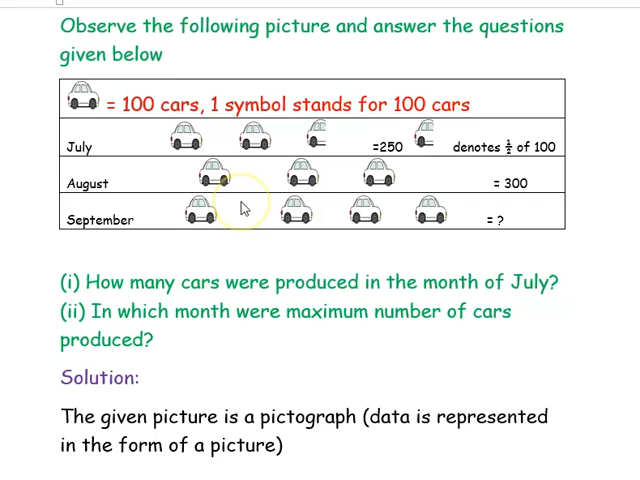 Observe the following picture and answer the questions
given below
= 100 cars, 1 symbol stands for 100 cars
July =250 denotes ½ of 100
August = 300
September = ?
(i) How many cars were produced in the month of July?
(ii) In which month were maximum number of cars
produced?
Solution:
The given picture is a pictograph (data is represented
in the form of a picture)